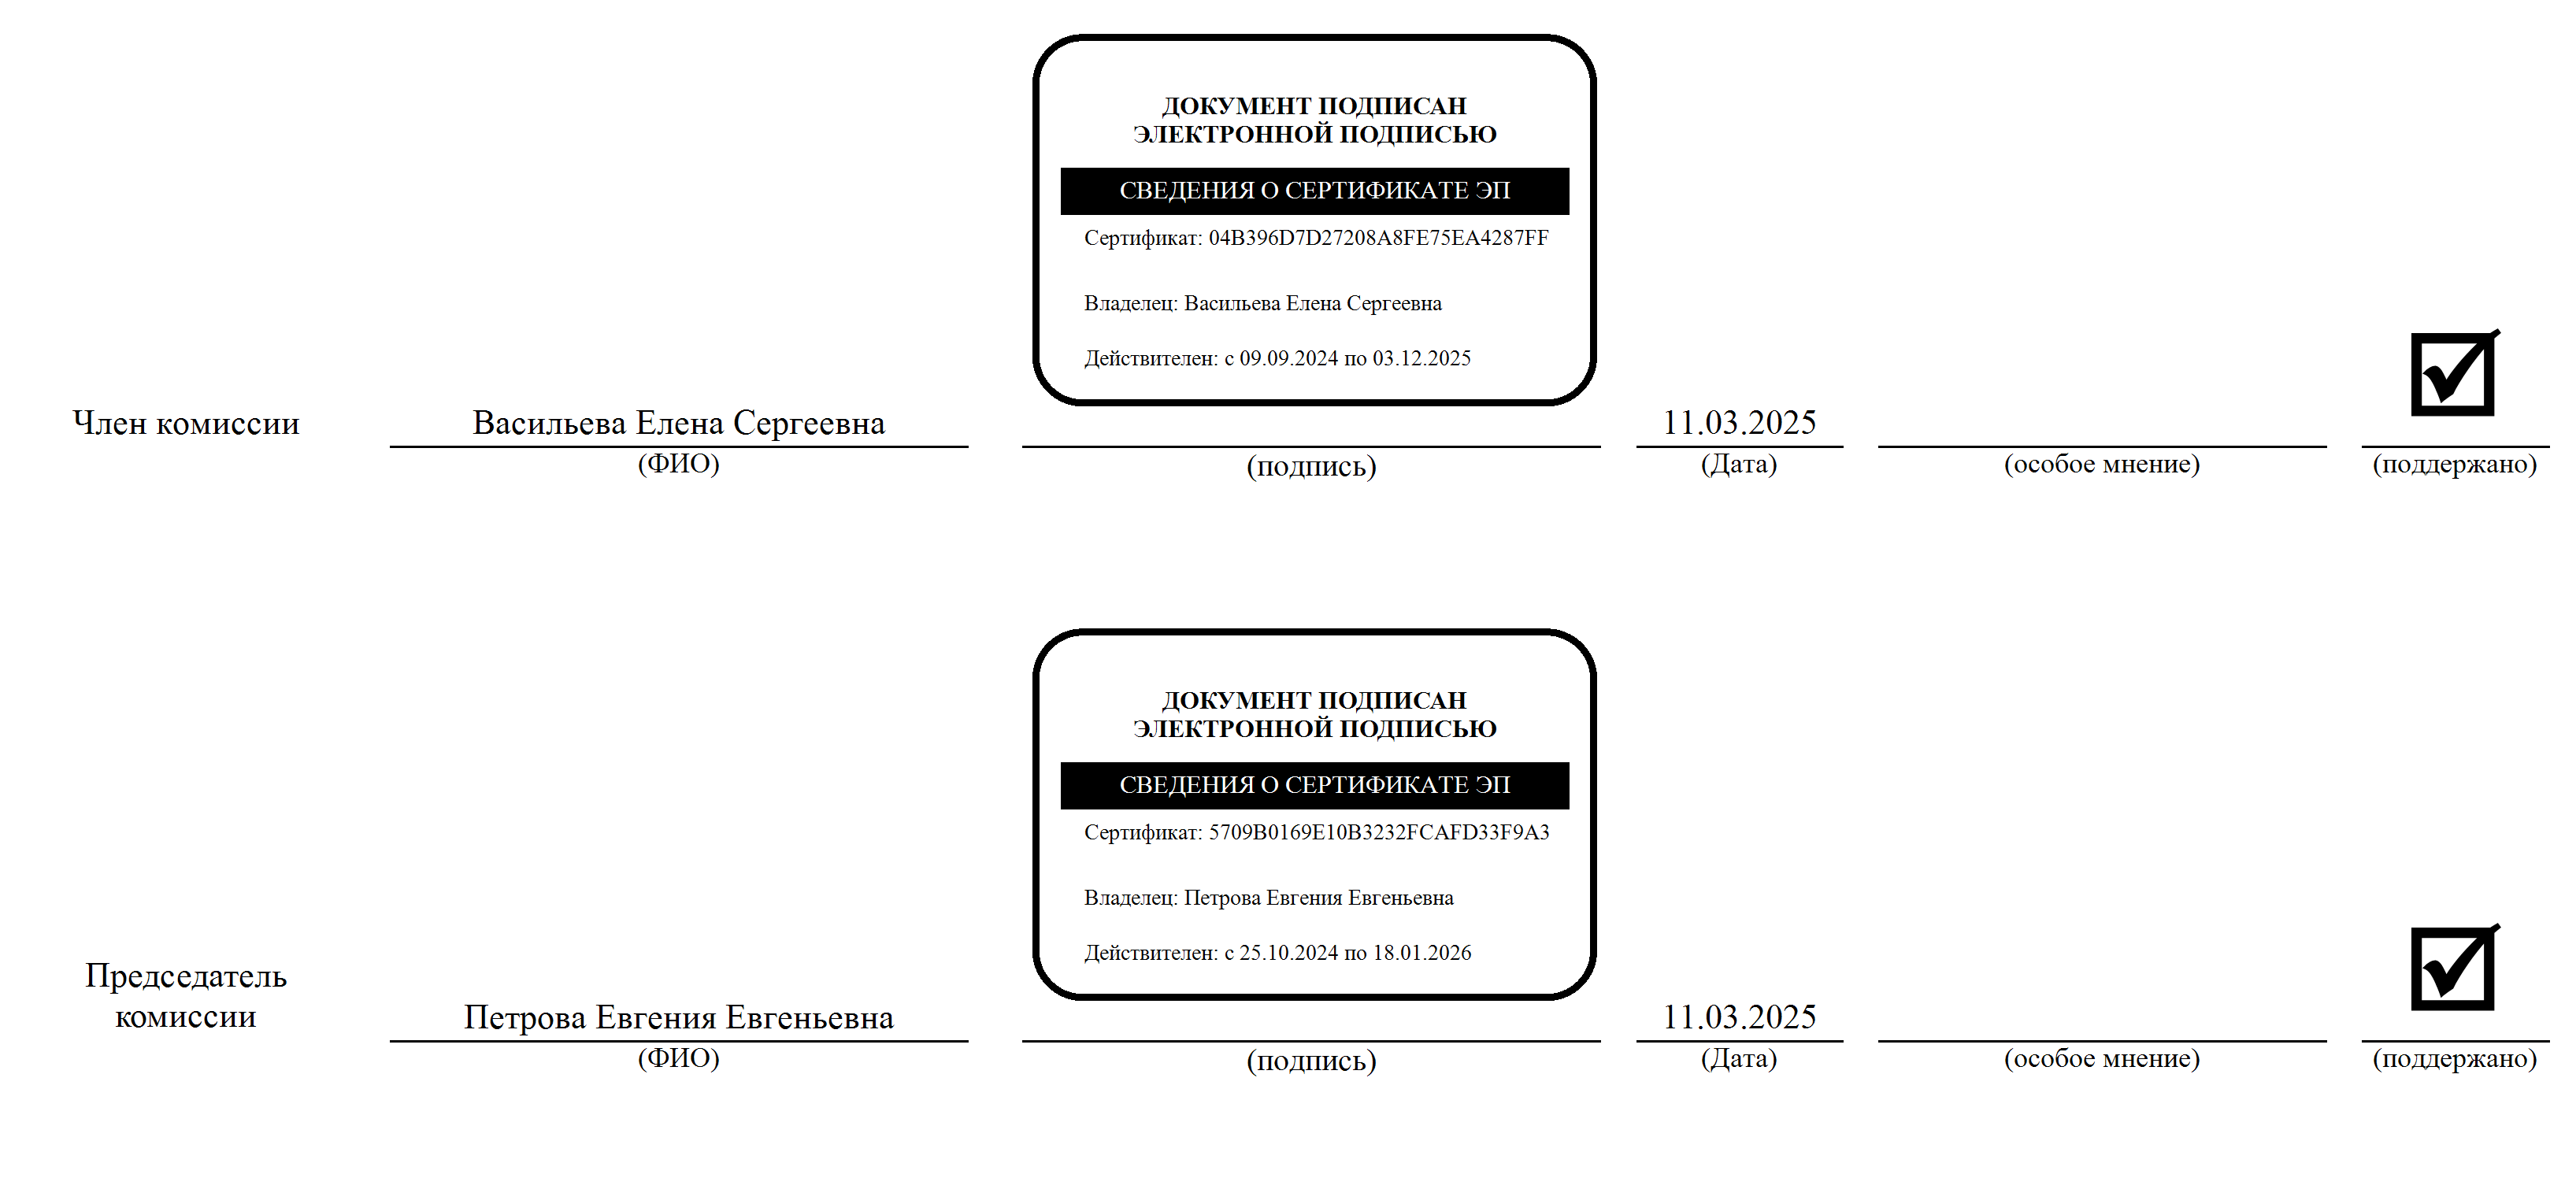 ДОКУМЕНТ ПОДПИСАН
ЭЛЕКТРОННОЙ ПОДПИСЬЮ
СВЕДЕНИЯ О СЕРТИФИКАТЕ ЭП
Сертификат: 04B396D7D27208A8FE75EA4287FF
Владелец: Васильева Елена Сергеевна
Действителен: с 09.09.2024 по 03.12.2025
Член комиссии Васильева Елена Сергеевна 11.03.2025
(ФИО) (подпись) (Дата) (особое мнение) (поддержано)
ДОКУМЕНТ ПОДПИСАН
ЭЛЕКТРОННОЙ ПОДПИСЬЮ
СВЕДЕНИЯ О СЕРТИФИКАТЕ ЭП
Сертификат: 5709B0169E10B3232FCAFD33F9A3
Владелец: Петрова Евгения Евгеньевна
Действителен: с 25.10.2024 по 18.01.2026
Председатель
комиссии Петрова Евгения Евгеньевна 11.03.2025
(ФИО) (подпись) (Дата) (особое мнение) (поддержано)